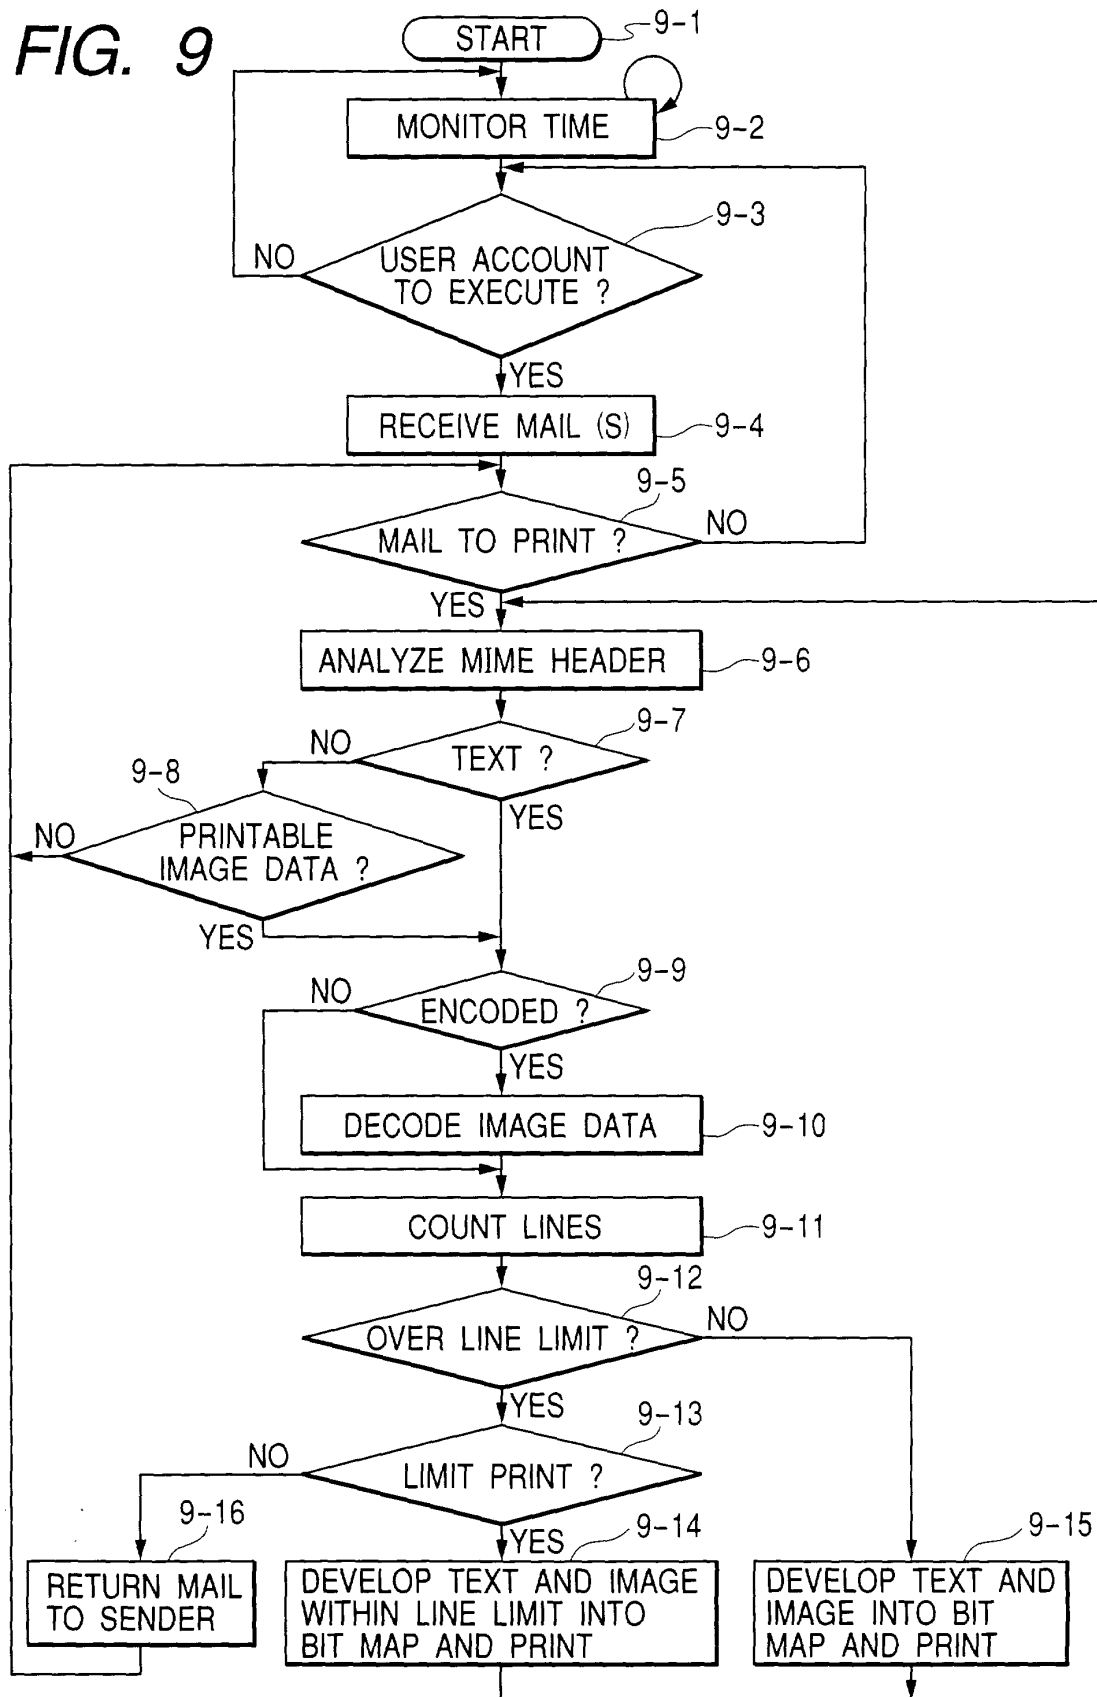 FIG. 9
START
9-1
MONITOR TIME
9-2
9-3
NO
USER ACCOUNT
TO EXECUTE ?
YES
RECEIVE MAIL (S)
9-4
9-5
MAIL TO PRINT ?
NO
YES
ANALYZE MIME HEADER
9-6
9-7
NO
TEXT ?
9-8
YES
NO
PRINTABLE
IMAGE DATA ?
YES
9-9
NO
ENCODED ?
YES
DECODE IMAGE DATA
9-10
COUNT LINES
9-11
9-12
OVER LINE LIMIT ?
NO
YES
9-13
NO
LIMIT PRINT ?
9-16
YES
9-14
9-15
RETURN MAIL
TO SENDER
DEVELOP TEXT AND IMAGE
WITHIN LINE LIMIT INTO
BIT MAP AND PRINT
DEVELOP TEXT AND
IMAGE INTO BIT
MAP AND PRINT